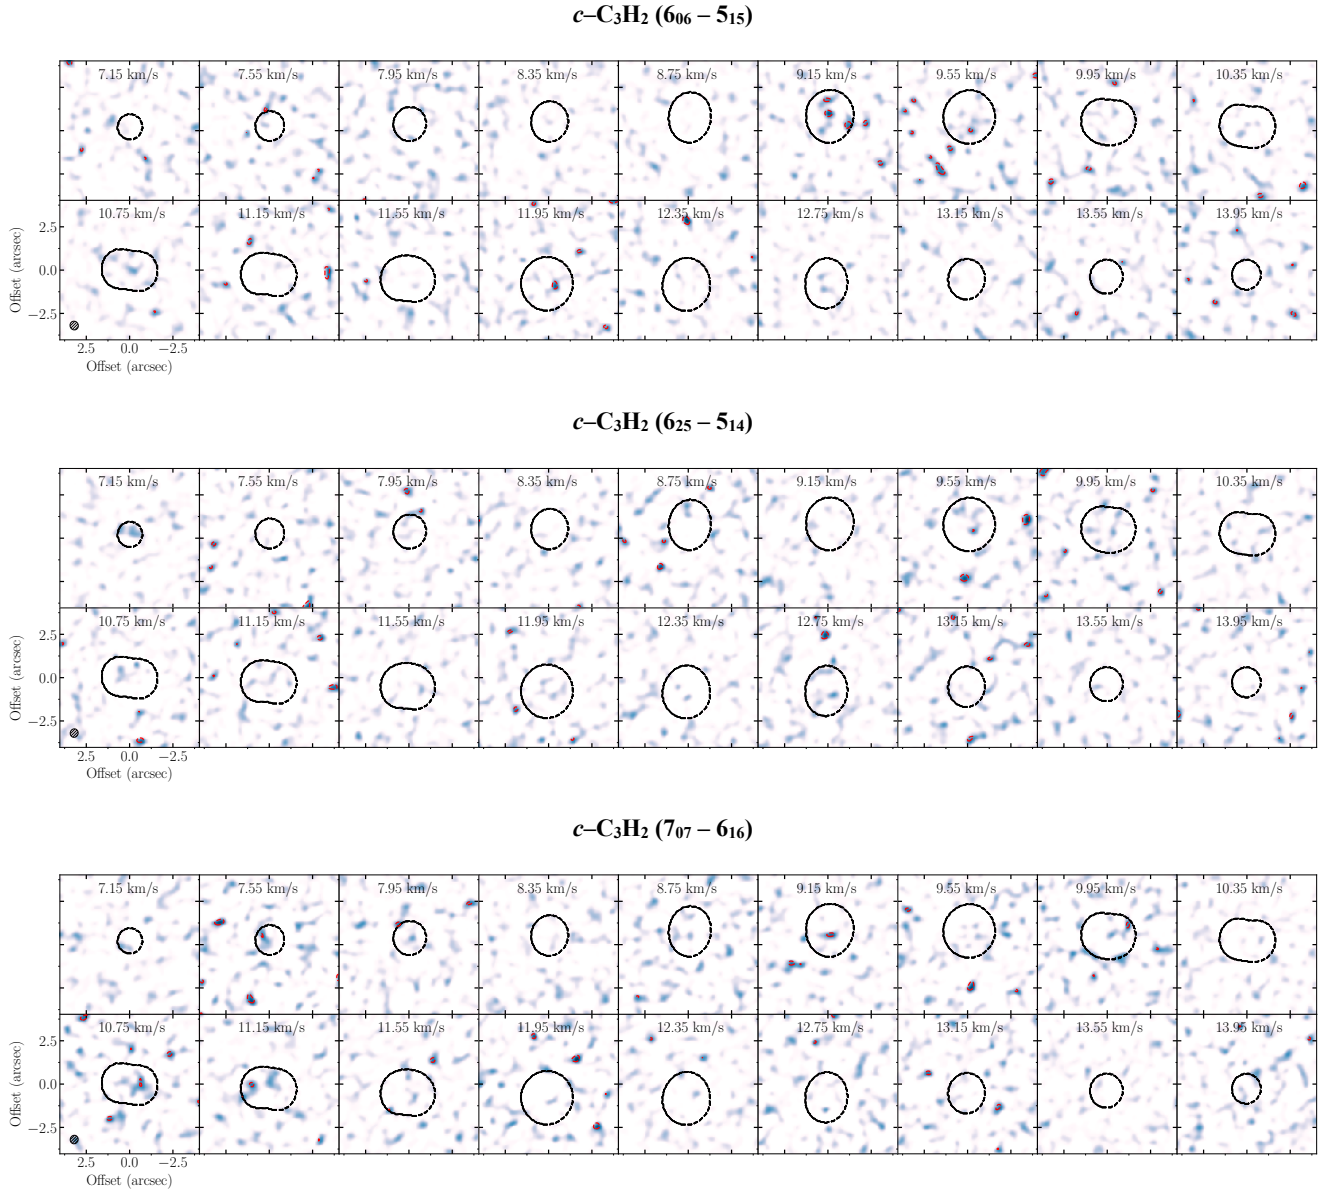 c–C₃H₂ (6₀₆ – 5₁₅)
7.15 km/s 7.55 km/s 7.95 km/s 8.35 km/s 8.75 km/s 9.15 km/s 9.55 km/s 9.95 km/s 10.35 km/s
10.75 km/s 11.15 km/s 11.55 km/s 11.95 km/s 12.35 km/s 12.75 km/s 13.15 km/s 13.55 km/s 13.95 km/s
2.5
0.0
−2.5
Offset (arcsec)
2.5 0.0 −2.5
Offset (arcsec)
c–C₃H₂ (6₂₅ – 5₁₄)
7.15 km/s 7.55 km/s 7.95 km/s 8.35 km/s 8.75 km/s 9.15 km/s 9.55 km/s 9.95 km/s 10.35 km/s
10.75 km/s 11.15 km/s 11.55 km/s 11.95 km/s 12.35 km/s 12.75 km/s 13.15 km/s 13.55 km/s 13.95 km/s
2.5
0.0
−2.5
Offset (arcsec)
2.5 0.0 −2.5
Offset (arcsec)
c–C₃H₂ (7₀₇ – 6₁₆)
7.15 km/s 7.55 km/s 7.95 km/s 8.35 km/s 8.75 km/s 9.15 km/s 9.55 km/s 9.95 km/s 10.35 km/s
10.75 km/s 11.15 km/s 11.55 km/s 11.95 km/s 12.35 km/s 12.75 km/s 13.15 km/s 13.55 km/s 13.95 km/s
2.5
0.0
−2.5
Offset (arcsec)
2.5 0.0 −2.5
Offset (arcsec)